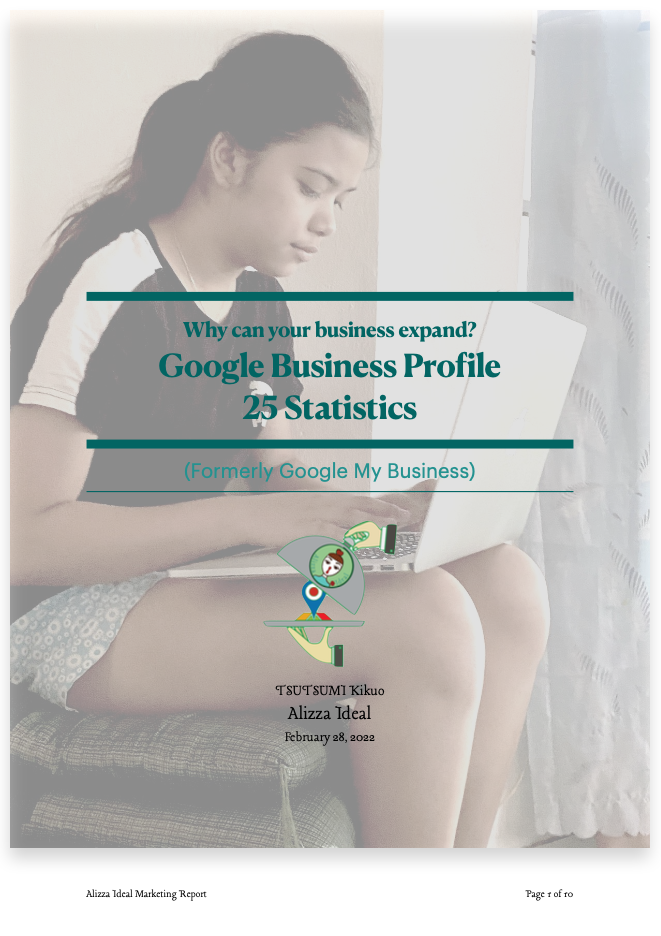 Why can your business expand?
Google Business Profile
25 Statistics
(Formerly Google My Business)
TSUTSUMI Kikuo
Alizza Ideal
February 28, 2022
Alizza Ideal Marketing Report
Page 1 of 10